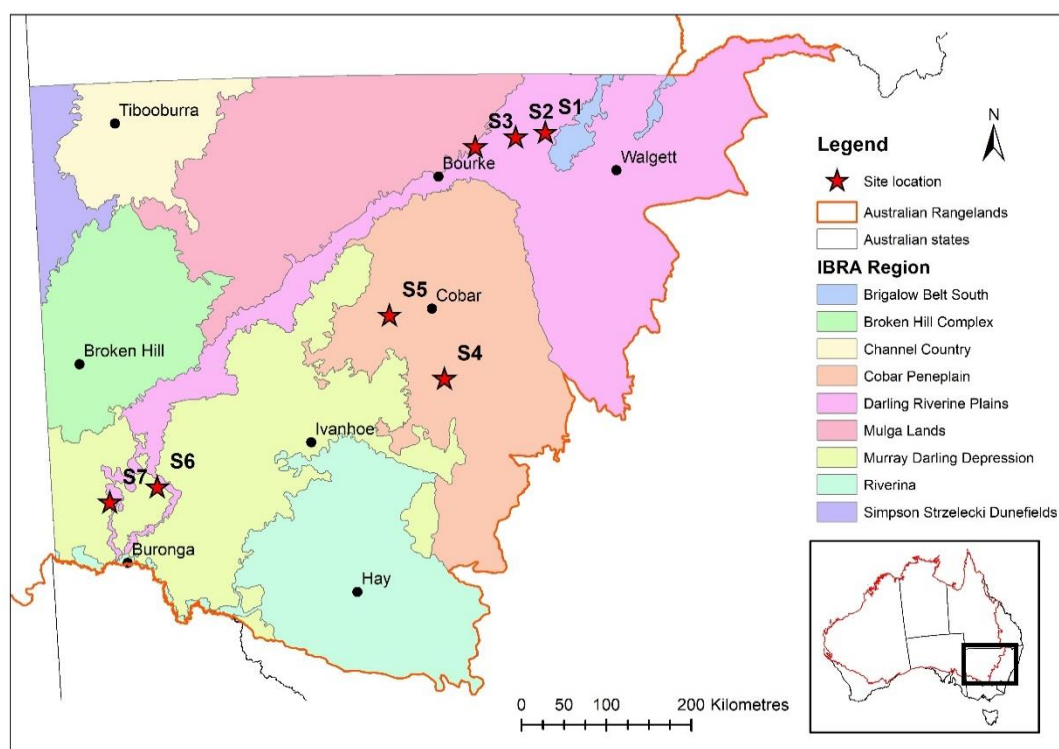 Tibooburra
S3
S2
S1
Bourke
Walgett
S5
Cobar
Broken Hill
S4
Ivanhoe
S7
S6
Buronga
Hay
N
Legend
Site location
Australian Rangelands
Australian states
IBRA Region
Brigalow Belt South
Broken Hill Complex
Channel Country
Cobar Peneplain
Darling Riverine Plains
Mulga Lands
Murray Darling Depression
Riverina
Simpson Strzelecki Dunefields
0 50 100 200 Kilometres